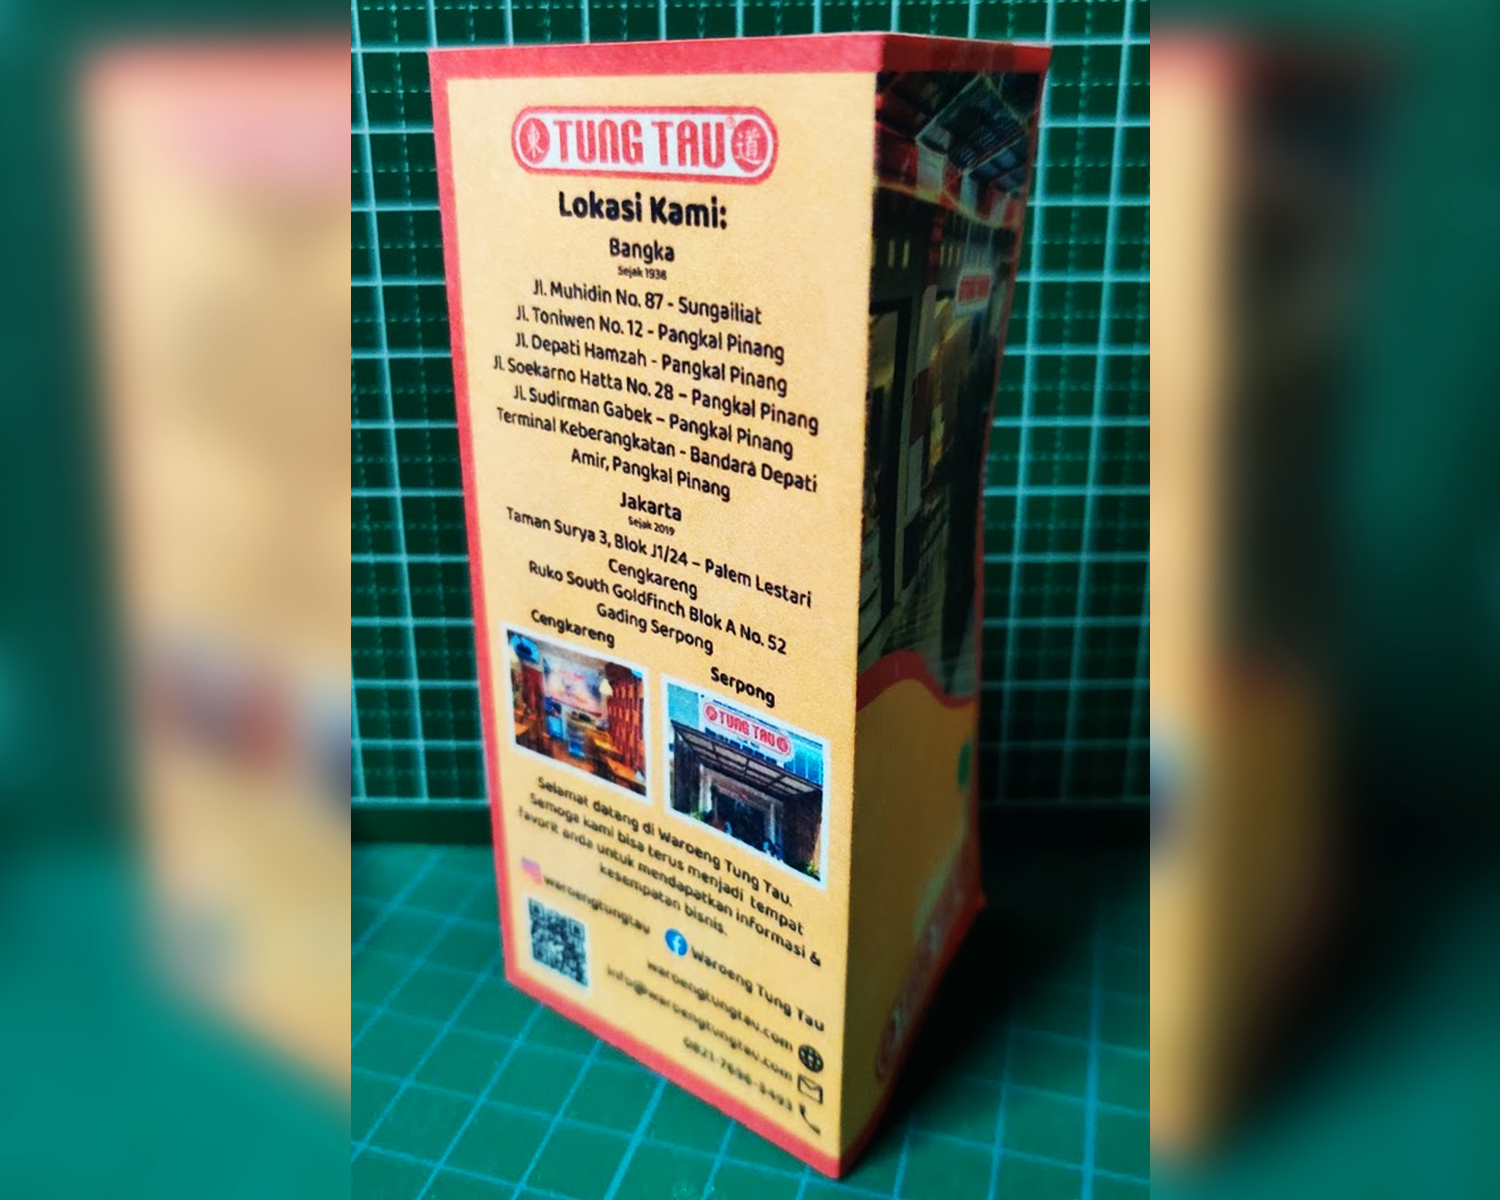 東 TUNG TAU® 道
Lokasi Kami:
Bangka
Sejak 1938
Jl. Muhidin No. 87 - Sungailiat
Jl. Toniwen No. 12 - Pangkal Pinang
Jl. Depati Hamzah - Pangkal Pinang
Jl. Soekarno Hatta No. 28 – Pangkal Pinang
Jl. Sudirman Gabek – Pangkal Pinang
Terminal Keberangkatan - Bandara Depati
Amir, Pangkal Pinang
Jakarta
Sejak 2019
Taman Surya 3, Blok J1/24 – Palem Lestari
Cengkareng
Ruko South Goldfinch Blok A No. 52
Gading Serpong
Cengkareng
Serpong
TUNG TAU
Selamat datang di Waroeng Tung Tau.
Semoga kami bisa terus menjadi tempat
favorit anda untuk mendapatkan informasi &
kesempatan bisnis.
waroengtungtau
Waroeng Tung Tau
waroengtungtau.com
info@waroengtungtau.com